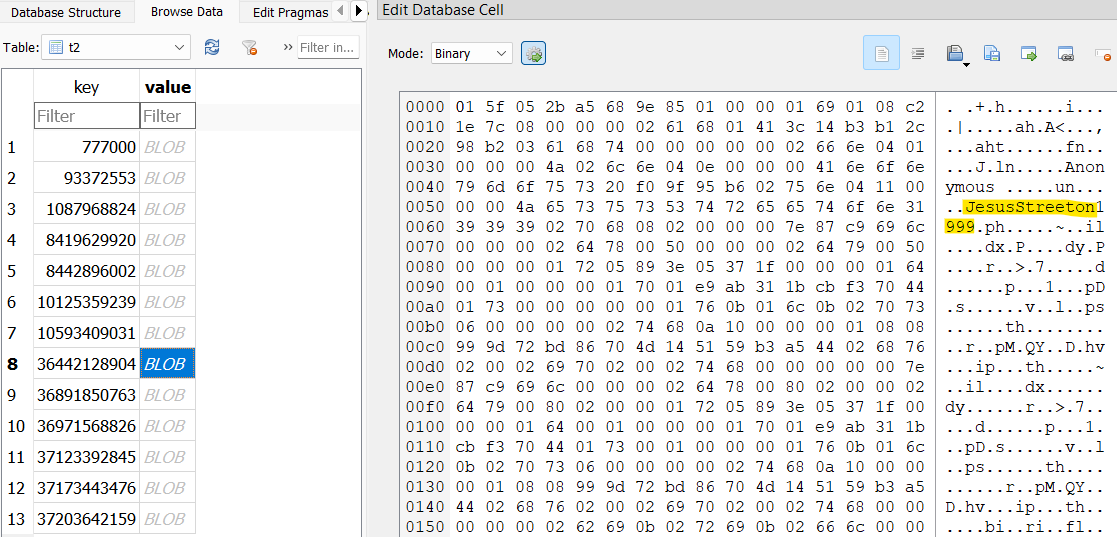 Database Structure Browse Data Edit Pragmas
Table: t2 Filter in...
key value
Filter Filter
1 777000 BLOB
2 93372553 BLOB
3 1087968824 BLOB
4 8419629920 BLOB
5 8442896002 BLOB
6 10125359239 BLOB
7 10593409031 BLOB
8 36442128904 BLOB
9 36891850763 BLOB
10 36971568826 BLOB
11 37123392845 BLOB
12 37173443476 BLOB
13 37203642159 BLOB
Edit Database Cell
Mode: Binary
0000 01 5f 05 2b a5 68 9e 85 01 00 00 01 69 01 08 c2 . .+.h......i...
0010 1e 7c 08 00 00 00 02 61 68 01 41 3c 14 b3 b1 2c .|.....ah.A<...,
0020 98 b2 03 61 68 74 00 00 00 00 00 02 66 6e 04 01 ...aht......fn..
0030 00 00 00 4a 02 6c 6e 04 0e 00 00 00 41 6e 6f 6e ...J.ln.....Anon
0040 79 6d 6f 75 73 20 f0 9f 95 b6 02 75 6e 04 11 00 ymous .....un...
0050 00 00 4a 65 73 75 73 53 74 72 65 65 74 6f 6e 31 ..JesusStreeton1
0060 39 39 39 02 70 68 08 02 00 00 00 7e 87 c9 69 6c 999.ph.....~..il
0070 00 00 00 02 64 78 00 50 00 00 00 02 64 79 00 50 ....dx.P....dy.P
0080 00 00 00 01 72 05 89 3e 05 37 1f 00 00 00 01 64 ....r..>.7.....d
0090 00 01 00 00 00 01 70 01 e9 ab 31 1b cb f3 70 44 ......p...1...pD
00a0 01 73 00 00 00 00 01 76 0b 01 6c 0b 02 70 73 .s......v..l..ps
00b0 06 00 00 00 00 02 74 68 0a 10 00 00 00 01 08 08 ......th........
00c0 99 9d 72 bd 86 70 4d 14 51 59 b3 a5 44 02 68 76 ..r..pM.QY..D.hv
00d0 02 00 02 69 70 02 00 02 74 68 00 00 00 00 7e ...ip...th.....~
00e0 87 c9 69 6c 00 00 00 02 64 78 00 80 02 00 00 02 ..il....dx......
00f0 64 79 00 80 02 00 00 01 72 05 89 3e 05 37 1f 00 dy......r..>.7..
0100 00 00 01 64 00 01 00 00 00 01 70 01 e9 ab 31 1b ...d......p...1.
0110 cb f3 70 44 01 73 00 01 00 00 01 76 0b 01 6c ..pD.s.....v..l
0120 0b 02 70 73 06 00 00 00 00 02 74 68 0a 10 00 00 ..ps......th....
0130 00 01 08 08 99 9d 72 bd 86 70 4d 14 51 59 b3 a5 ......r..pM.QY..
0140 44 02 68 76 02 00 02 69 70 02 00 02 74 68 00 00 D.hv...ip...th..
0150 00 00 00 02 62 69 0b 02 72 69 0b 02 66 6c 00 00 ....bi..ri..fl..